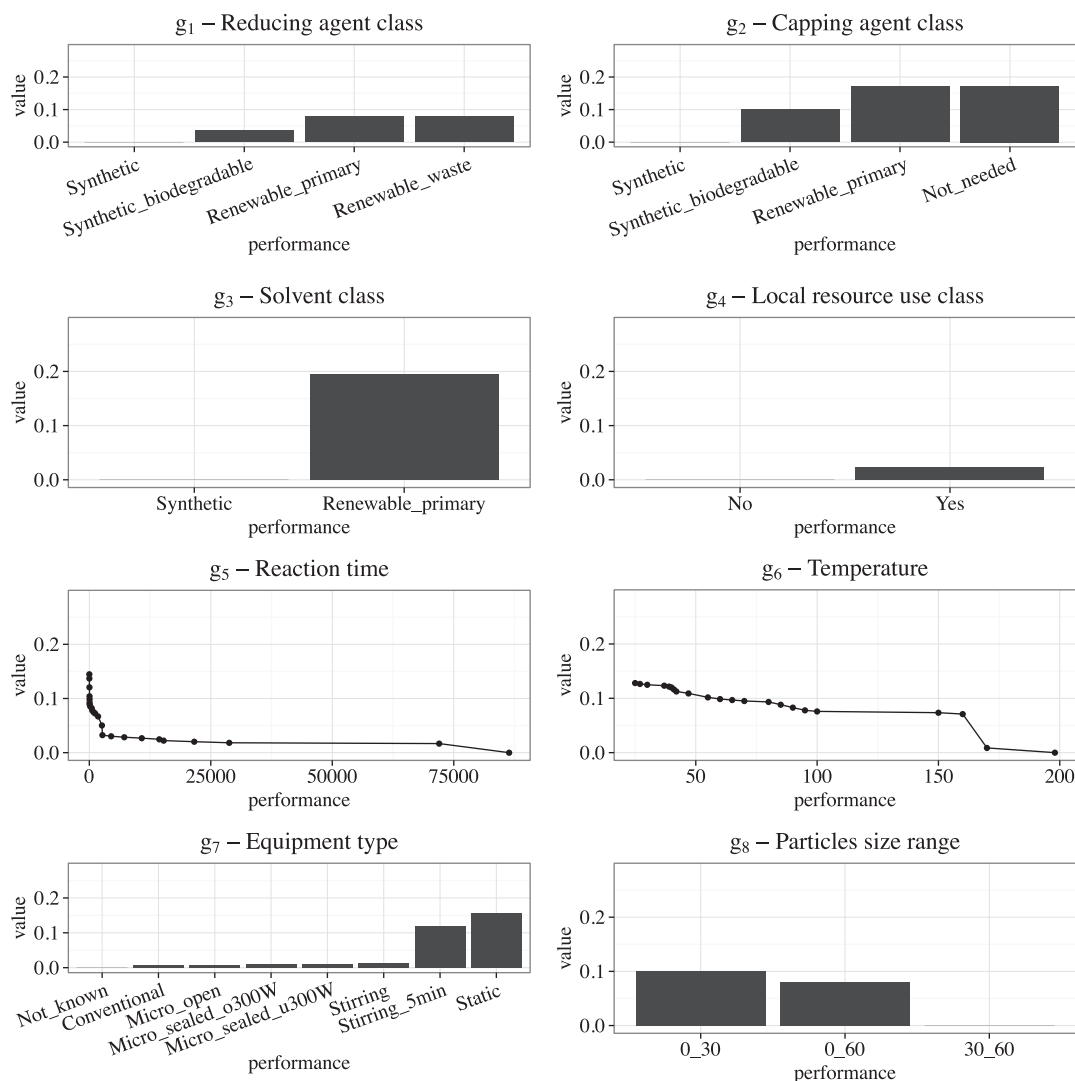 g1 – Reducing agent class
value
0.2
0.1
0.0
Synthetic
Synthetic_biodegradable
Renewable_primary
Renewable_waste
performance
g2 – Capping agent class
value
0.2
0.1
0.0
Synthetic
Synthetic_biodegradable
Renewable_primary
Not_needed
performance
g3 – Solvent class
value
0.2
0.1
0.0
Synthetic Renewable_primary
performance
g4 – Local resource use class
value
0.2
0.1
0.0
No Yes
performance
g5 – Reaction time
value
0.2
0.1
0.0
0 25000 50000 75000
performance
g6 – Temperature
value
0.2
0.1
0.0
50 100 150 200
performance
g7 – Equipment type
value
0.2
0.1
0.0
Not_known
Conventional
Micro_open
Micro_sealed_o300W
Micro_sealed_u300W
Stirring
Stirring_5min
Static
performance
g8 – Particles size range
value
0.2
0.1
0.0
0_30 0_60 30_60
performance